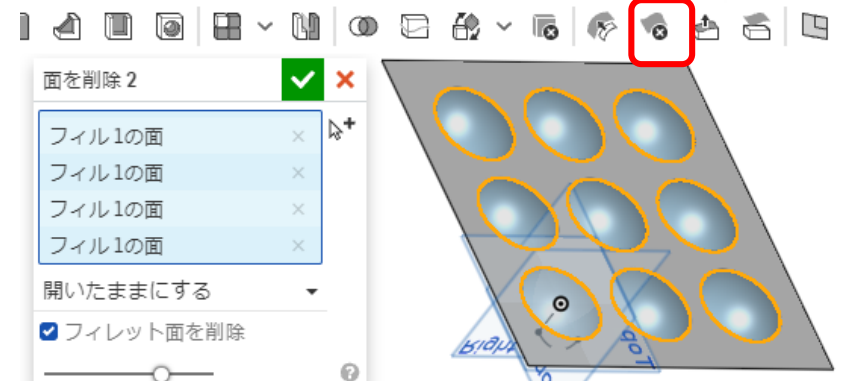 面を削除 2
フィル 1の面
フィル 1の面
フィル 1の面
フィル 1の面
開いたままにする
フィレット面を削除
Right
Top